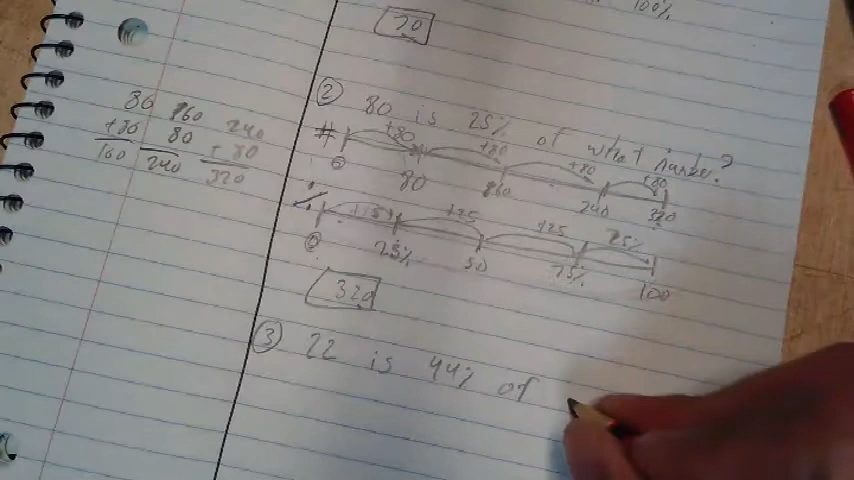 100%
20
② 80 is 25% of what number?
# +80 +80 +80 +80
0 80 160 240 320
% +25 +25 +25 25%
0 25% 50 75% 100
320
③ 22 is 44% of
80 160 240
+80 80 + 80
160 240 320